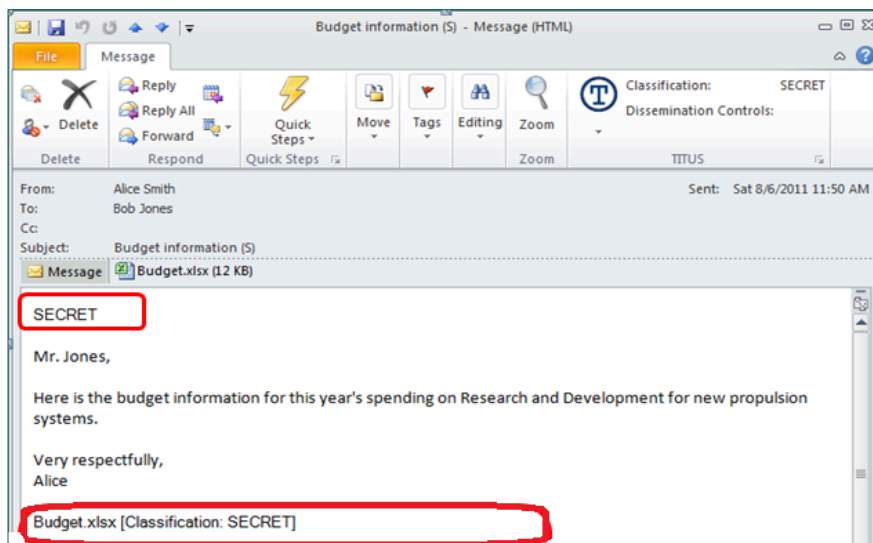 Budget information (S) - Message (HTML)
File Message
Reply
Reply All
Forward
Delete
Quick Steps
Move
Tags
Editing
Zoom
T
Classification: SECRET
Dissemination Controls:
Delete Respond Quick Steps Zoom TITUS
From: Alice Smith Sent: Sat 8/6/2011 11:50 AM
To: Bob Jones
Cc:
Subject: Budget information (S)
Message Budget.xlsx (12 KB)
SECRET
Mr. Jones,
Here is the budget information for this year's spending on Research and Development for new propulsion
systems.
Very respectfully,
Alice
Budget.xlsx [Classification: SECRET]